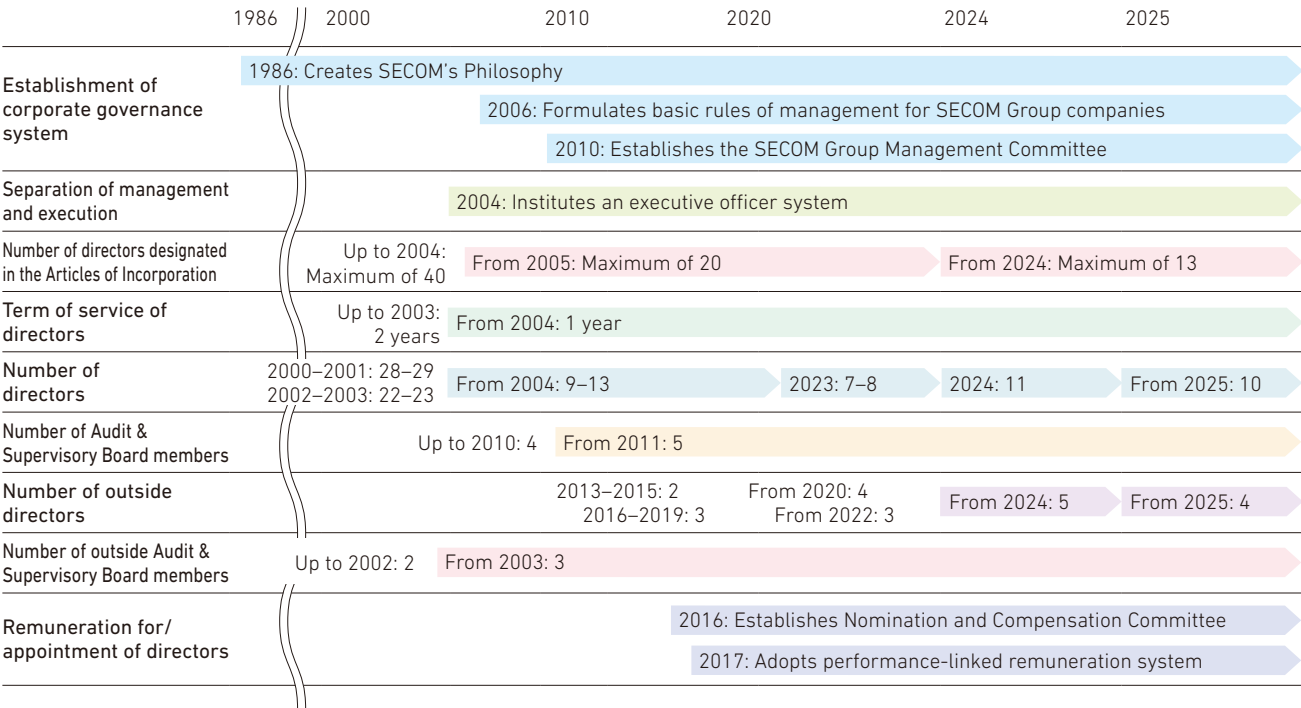 1986 2000 2010 2020 2024 2025
Establishment of
corporate governance
system
1986: Creates SECOM's Philosophy
2006: Formulates basic rules of management for SECOM Group companies
2010: Establishes the SECOM Group Management Committee
Separation of management
and execution
2004: Institutes an executive officer system
Number of directors designated
in the Articles of Incorporation
Up to 2004:
Maximum of 40
From 2005: Maximum of 20
From 2024: Maximum of 13
Term of service of
directors
Up to 2003:
2 years
From 2004: 1 year
Number of
directors
2000–2001: 28–29
2002–2003: 22–23
From 2004: 9–13
2023: 7–8
2024: 11
From 2025: 10
Number of Audit &
Supervisory Board members
Up to 2010: 4
From 2011: 5
Number of outside
directors
2013–2015: 2
2016–2019: 3
From 2020: 4
From 2022: 3
From 2024: 5
From 2025: 4
Number of outside Audit &
Supervisory Board members
Up to 2002: 2
From 2003: 3
Remuneration for/
appointment of directors
2016: Establishes Nomination and Compensation Committee
2017: Adopts performance-linked remuneration system